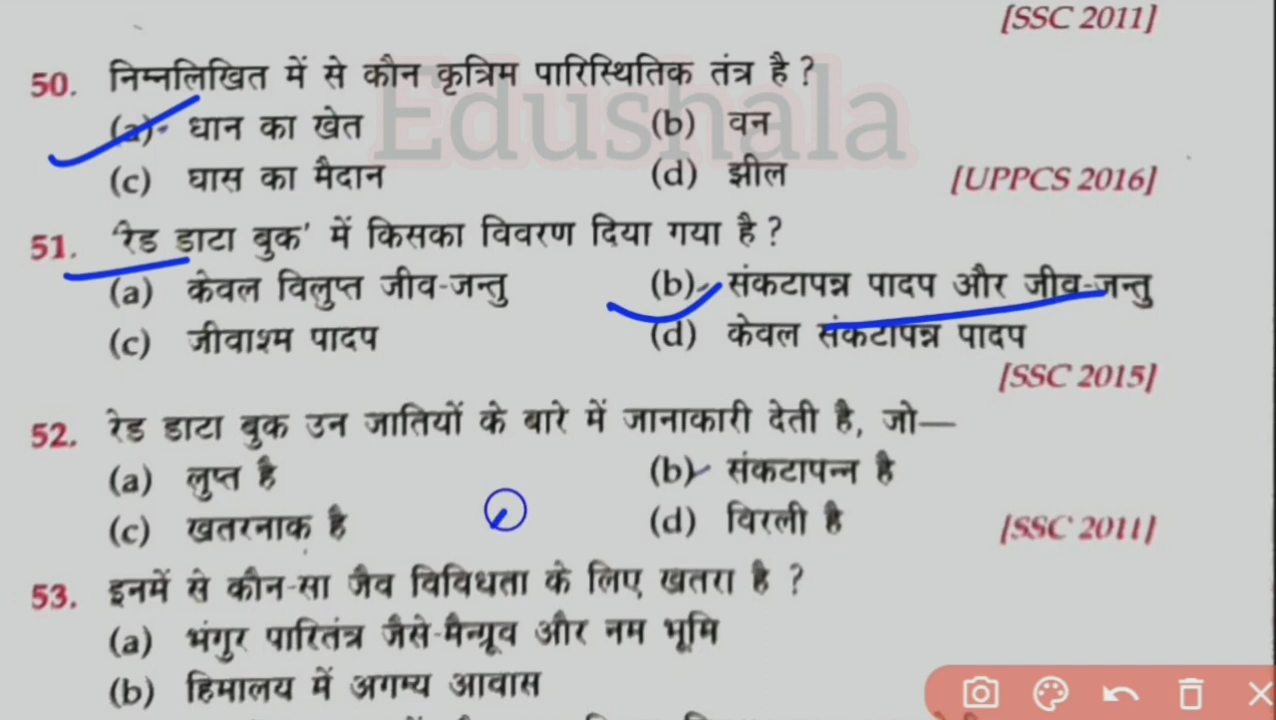 [SSC 2011]
50. निम्नलिखित में से कौन कृत्रिम पारिस्थितिक तंत्र है ?
(a) धान का खेत (b) वन
(c) घास का मैदान (d) झील [UPPCS 2016]
Edushala
51. 'रेड डाटा बुक' में किसका विवरण दिया गया है ?
(a) केवल विलुप्त जीव-जन्तु (b) संकटापन्न पादप और जीव-जन्तु
(c) जीवाश्म पादप (d) केवल संकटापन्न पादप
[SSC 2015]
52. रेड डाटा बुक उन जातियों के बारे में जानाकारी देती है, जो—
(a) लुप्त है (b) संकटापन्न है
(c) खतरनाक है (d) विरली है [SSC 2011]
53. इनमें से कौन-सा जैव विविधता के लिए खतरा है ?
(a) भंगुर पारितंत्र जैसे-मैन्ग्रूव और नम भूमि
(b) हिमालय में अगम्य आवास